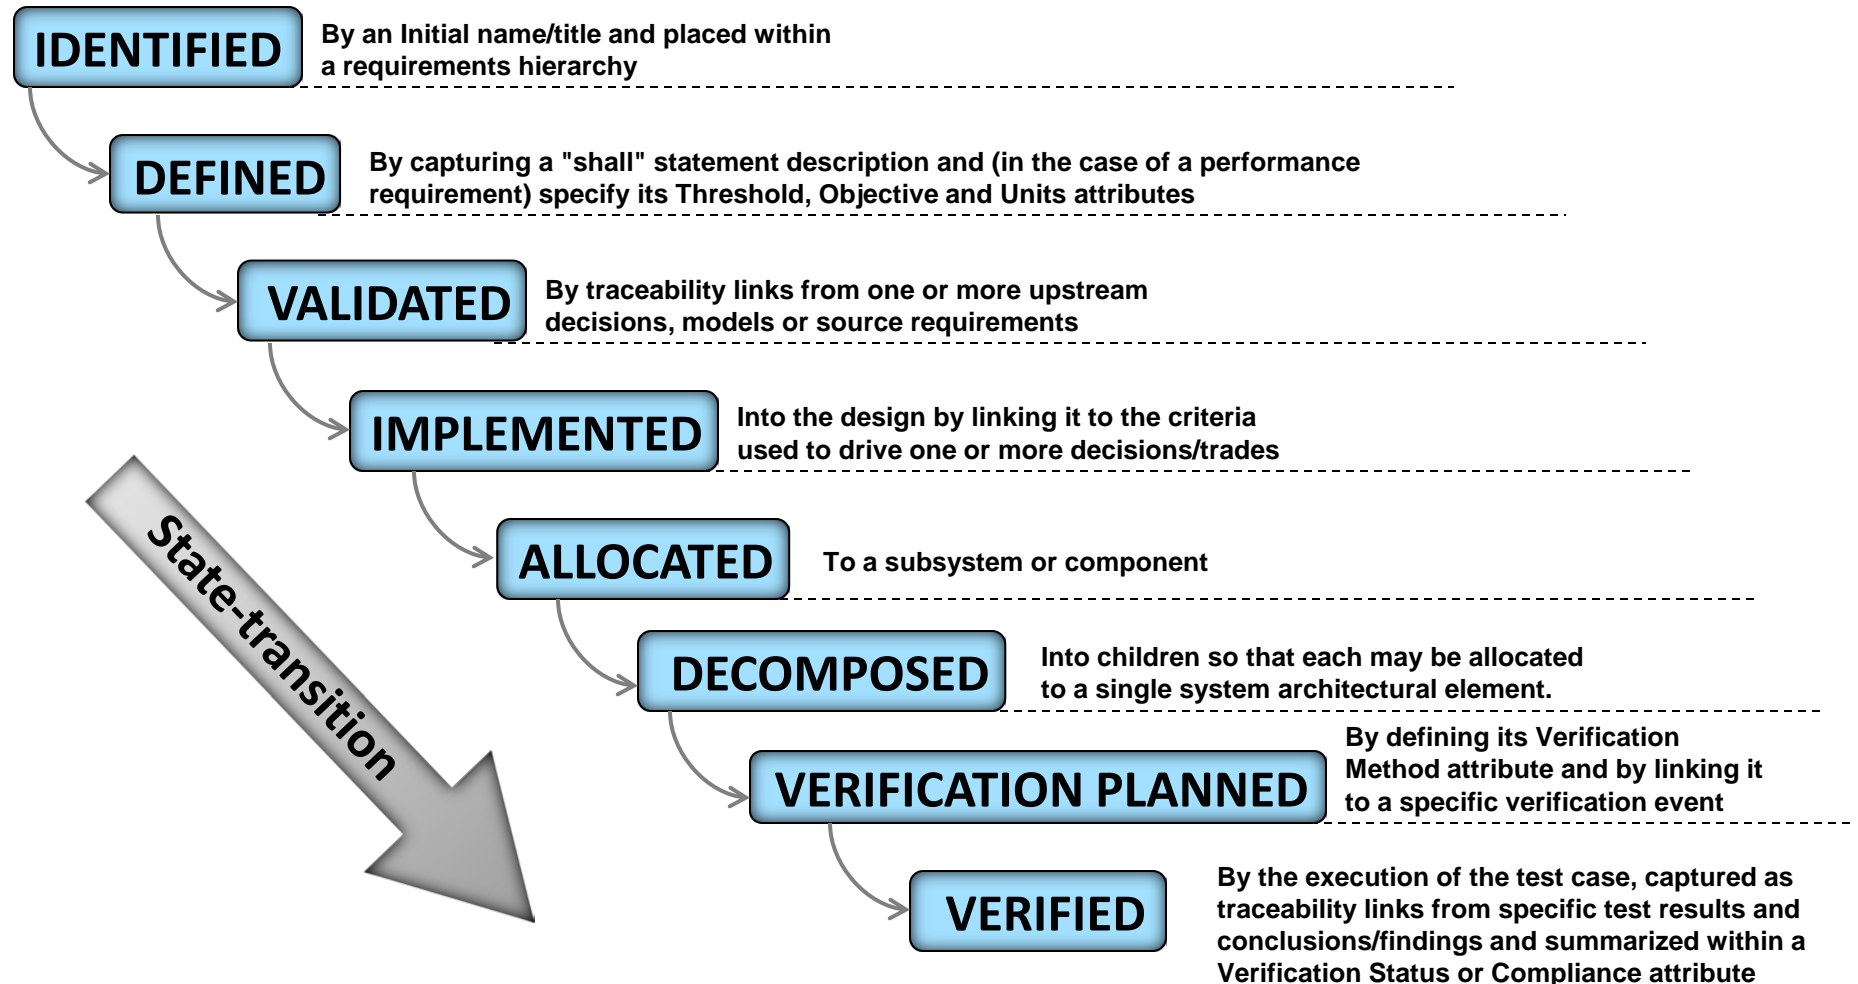 IDENTIFIED
By an Initial name/title and placed within
a requirements hierarchy
DEFINED
By capturing a "shall" statement description and (in the case of a performance
requirement) specify its Threshold, Objective and Units attributes
VALIDATED
By traceability links from one or more upstream
decisions, models or source requirements
IMPLEMENTED
Into the design by linking it to the criteria
used to drive one or more decisions/trades
State-transition
ALLOCATED
To a subsystem or component
DECOMPOSED
Into children so that each may be allocated
to a single system architectural element.
VERIFICATION PLANNED
By defining its Verification
Method attribute and by linking it
to a specific verification event
VERIFIED
By the execution of the test case, captured as
traceability links from specific test results and
conclusions/findings and summarized within a
Verification Status or Compliance attribute